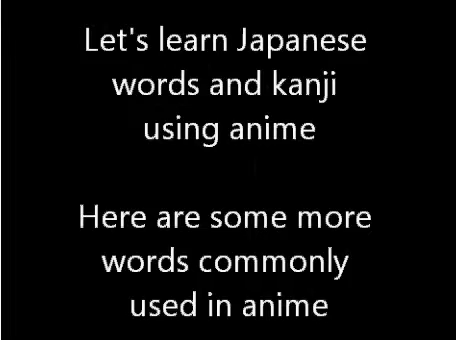 Let's learn Japanese
words and kanji
using anime
Here are some more
words commonly
used in anime